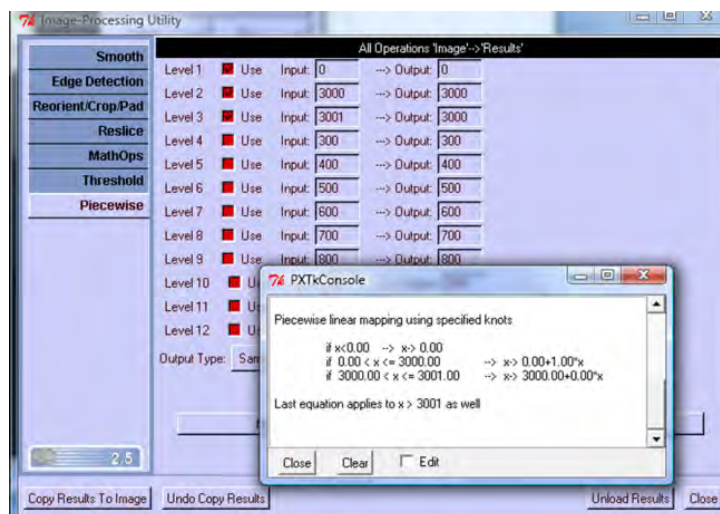 Image-Processing Utility
All Operations 'Image'-->'Results'
Smooth
Edge Detection
Reorient/Crop/Pad
Reslice
MathOps
Threshold
Piecewise
Level 1 Use Input: 0 ---> Output: 0
Level 2 Use Input: 3000 ---> Output: 3000
Level 3 Use Input: 3001 ---> Output: 3000
Level 4 Use Input: 300 ---> Output: 300
Level 5 Use Input: 400 ---> Output: 400
Level 6 Use Input: 500 ---> Output: 500
Level 7 Use Input: 600 ---> Output: 600
Level 8 Use Input: 700 ---> Output: 700
Level 9 Use Input: 800 ---> Output: 800
Level 10
Level 11
Level 12
Output Type:
PXTkConsole
Piecewise linear mapping using specified knots
if x<0.00 --> x-> 0.00
if 0.00 < x <= 3000.00 --> x-> 0.00+1.00*x
if 3000.00 < x <= 3001.00 --> x-> 3000.00+0.00*x
Last equation applies to x > 3001 as well
Close Clear Edit
2.5
Copy Results To Image Undo Copy Results Unload Results Close